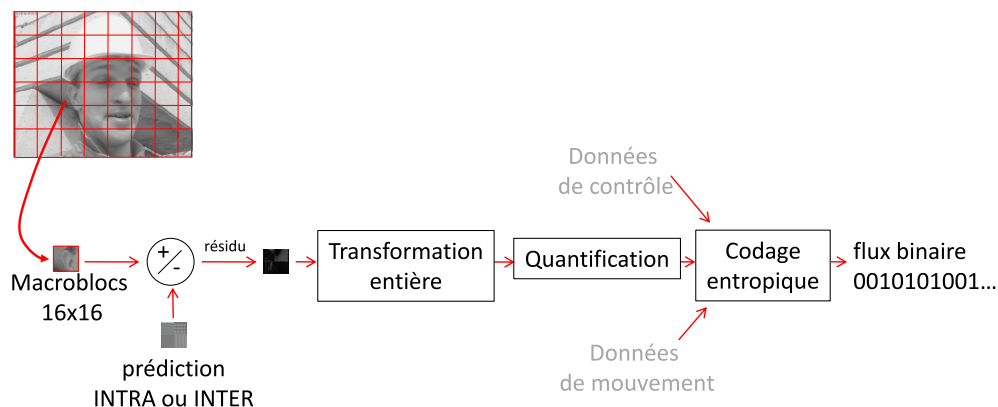 Données
de contrôle
+
-
résidu
Transformation
entière
Quantification
Codage
entropique
flux binaire
0010101001...
Macroblocs
16x16
prédiction
INTRA ou INTER
Données
de mouvement